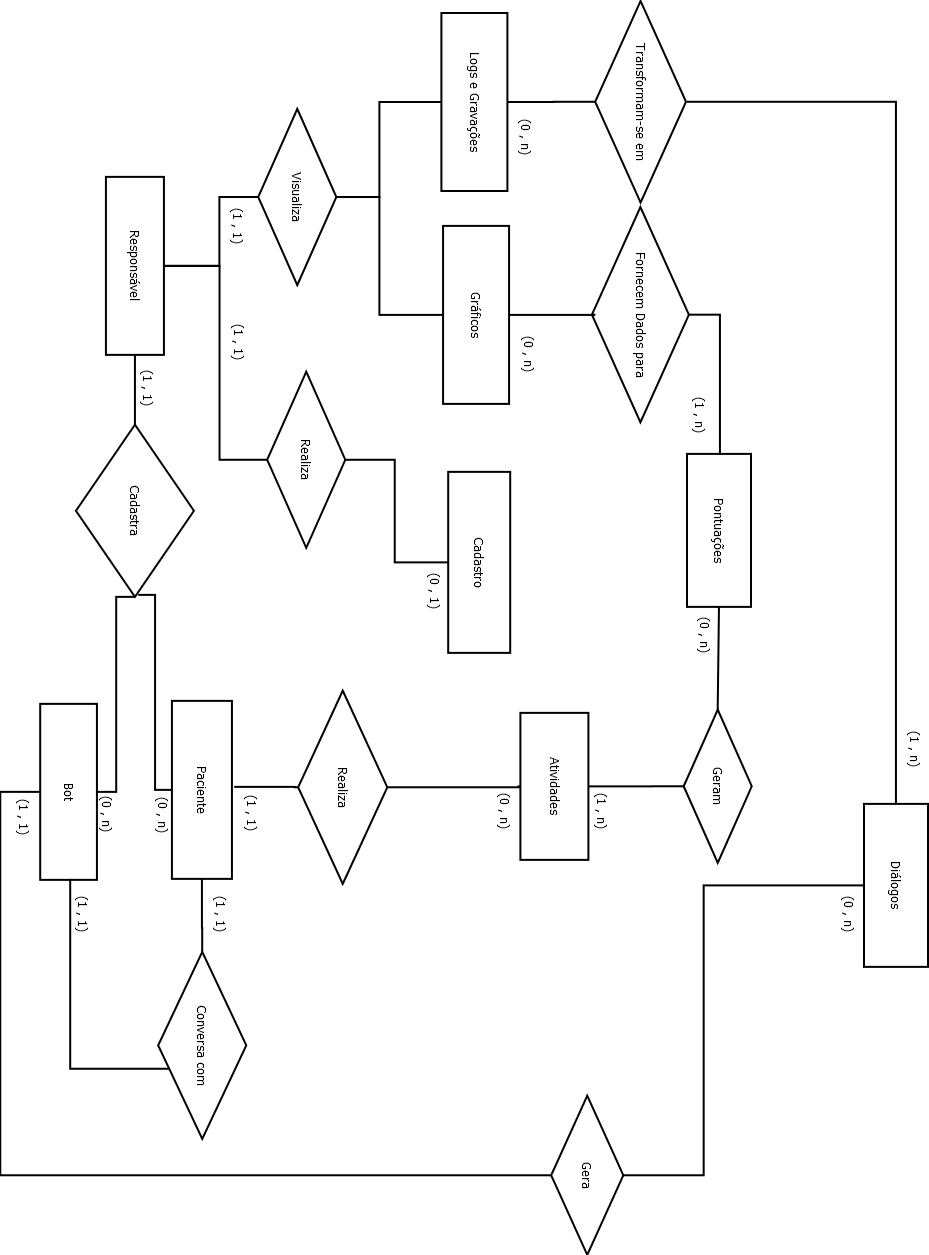 Transformam-se em
Logs e Gravações
(0 , n)
Visualiza
(1 , 1)
Responsável
Fornecem Dados para
Gráficos
(0 , n)
(1 , 1)
(1 , 1)
(1 , n)
Realiza
Cadastra
Pontuações
Cadastro
(0 , 1)
(0 , n)
(1 , n)
Geram
Realiza
Atividades
Paciente
Bot
(1 , n)
(0 , n)
(1 , 1)
(0 , n)
(0 , n)
(1 , 1)
Diálogos
(0 , n)
(1 , 1)
(1 , 1)
Conversa com
Gera